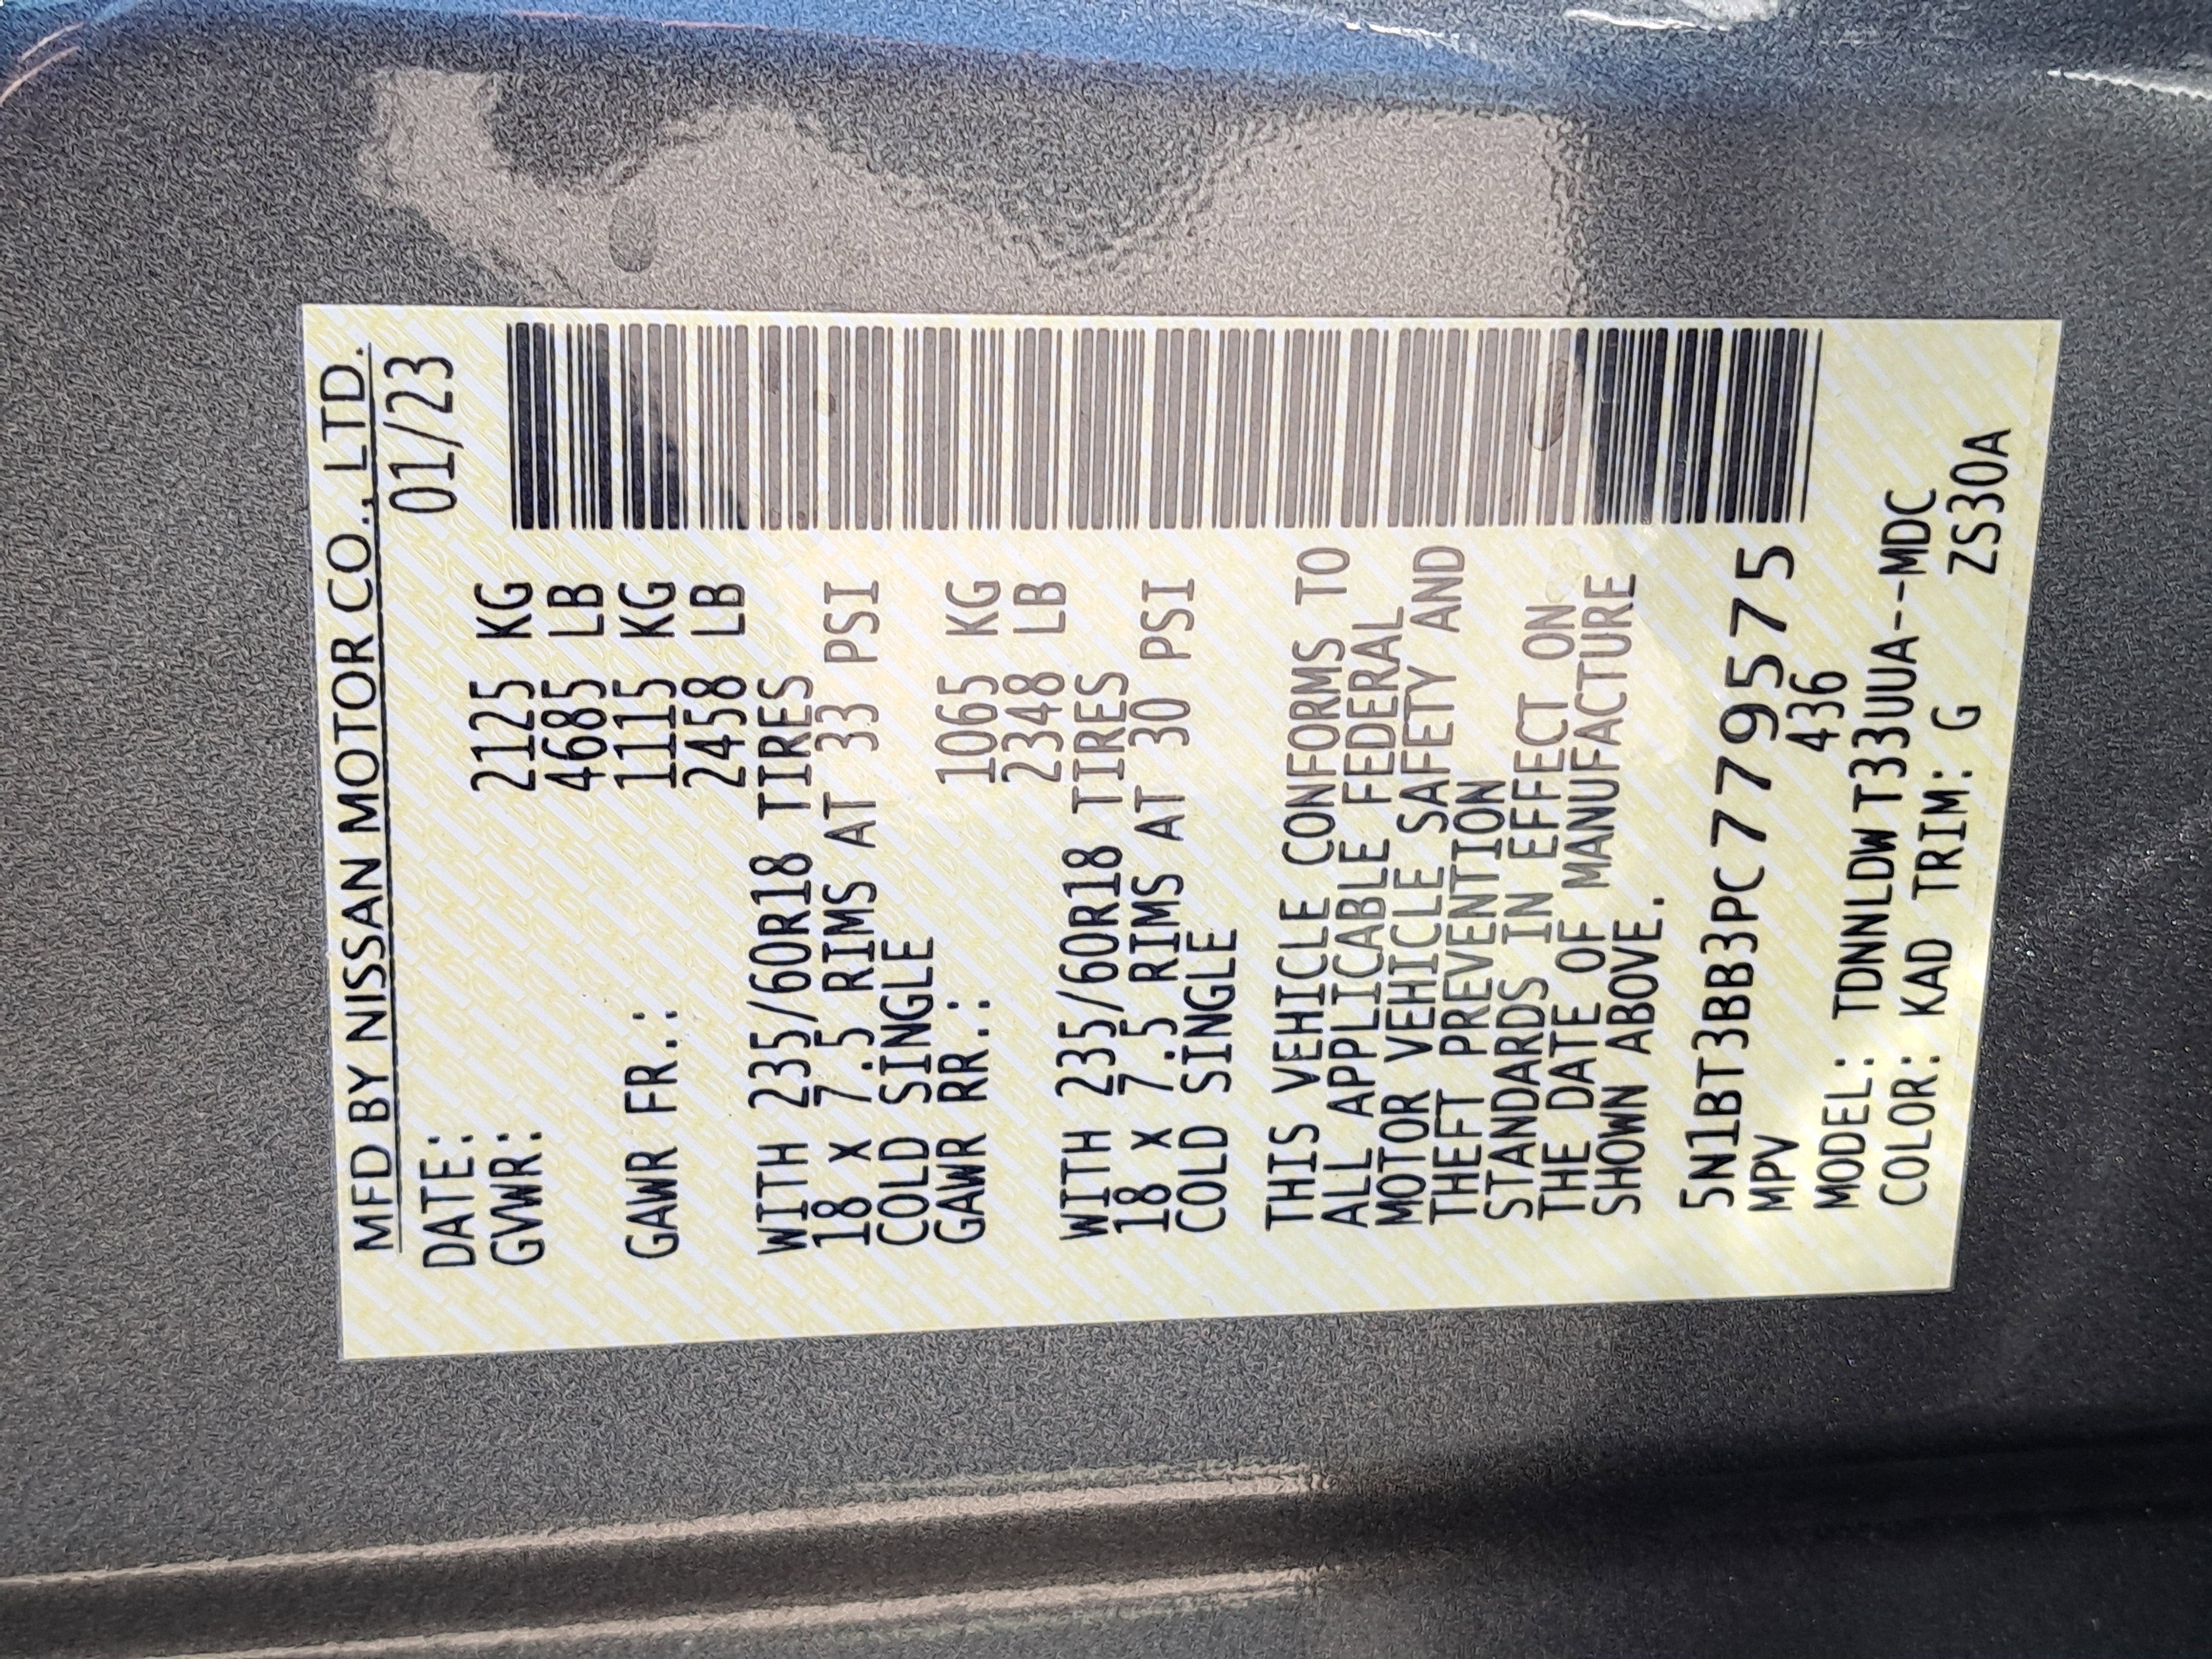 MFD BY NISSAN MOTOR CO., LTD.
DATE: 01/23
GVWR: 2125 KG
4685 LB
GAWR FR.: 1115 KG
2458 LB
WITH 235/60R18 TIRES
18 x 7.5 RIMS AT 33 PSI
COLD SINGLE
GAWR RR.: 1065 KG
2348 LB
WITH 235/60R18 TIRES
18 x 7.5 RIMS AT 30 PSI
COLD SINGLE
THIS VEHICLE CONFORMS TO
ALL APPLICABLE FEDERAL
MOTOR VEHICLE SAFETY AND
THEFT PREVENTION
STANDARDS IN EFFECT ON
THE DATE OF MANUFACTURE
SHOWN ABOVE.
5N1BT3BB3PC779575
MPV 436
MODEL: TDNNLDWT33UUA--MDC
COLOR: KAD TRIM: G
ZS30A